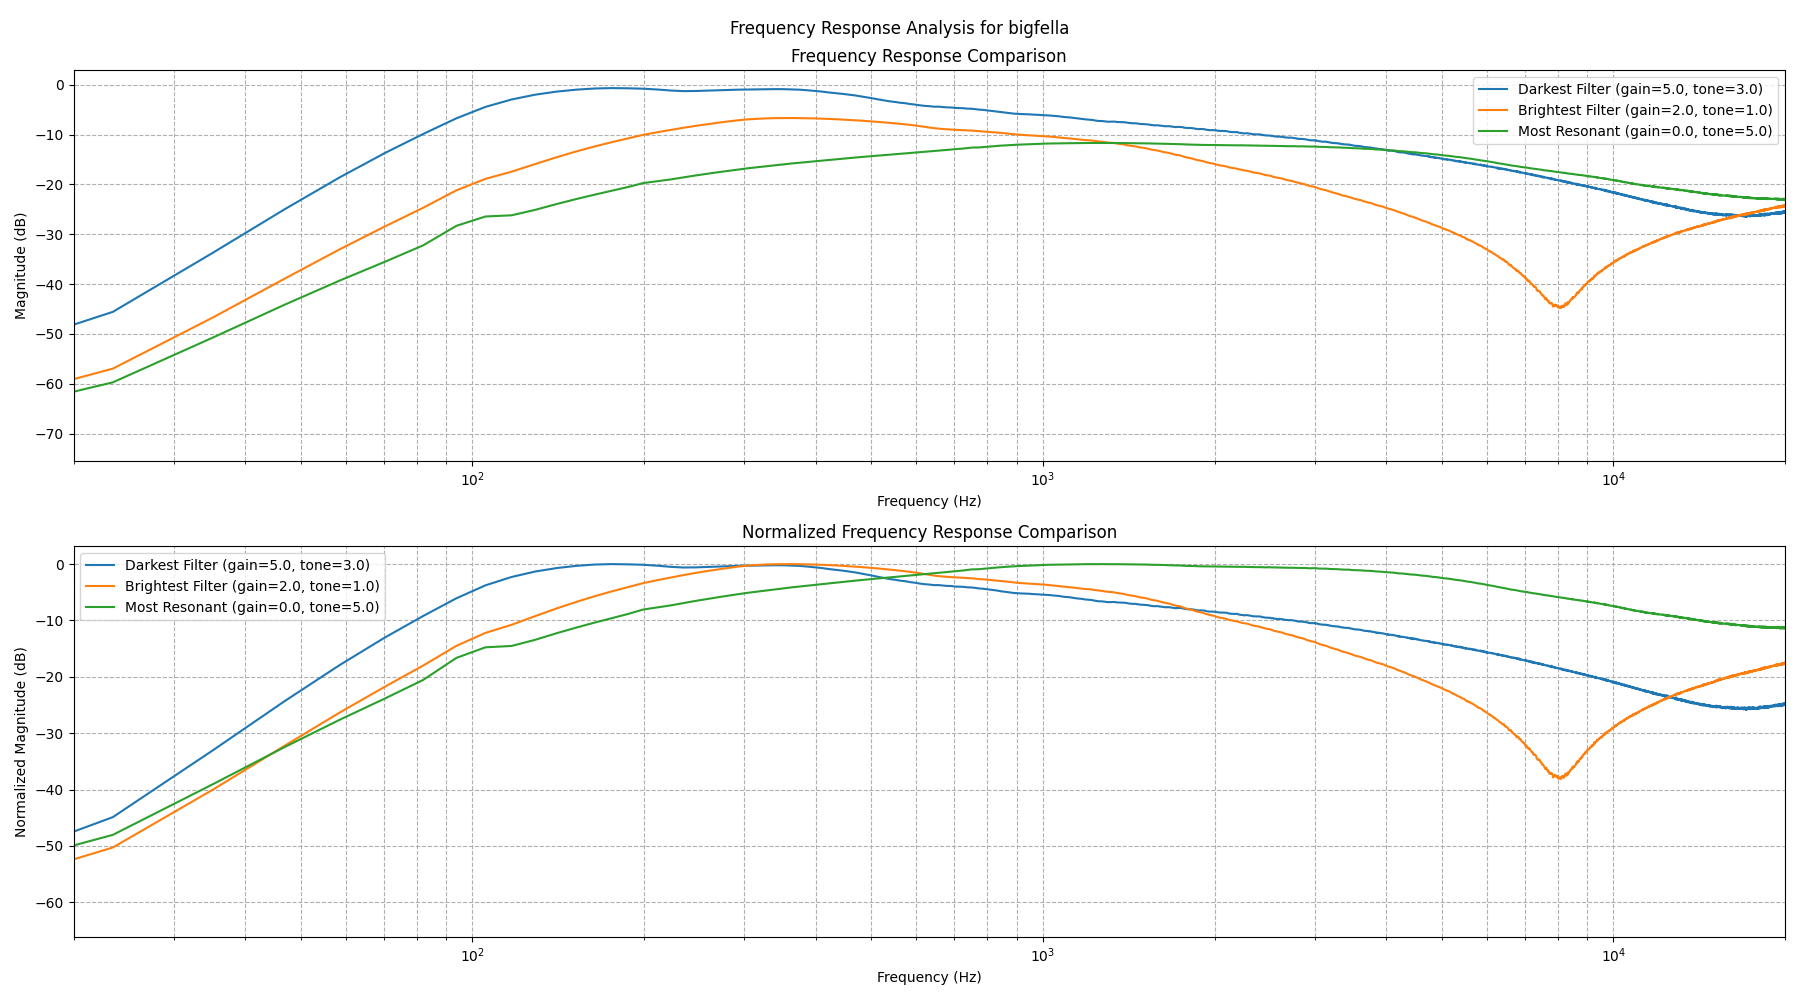 Frequency Response Analysis for bigfella
Frequency Response Comparison
Magnitude (dB)
0
−10
−20
−30
−40
−50
−60
−70
Darkest Filter (gain=5.0, tone=3.0)
Brightest Filter (gain=2.0, tone=1.0)
Most Resonant (gain=0.0, tone=5.0)
10² 10³ 10⁴
Frequency (Hz)
Normalized Frequency Response Comparison
Normalized Magnitude (dB)
0
−10
−20
−30
−40
−50
−60
Darkest Filter (gain=5.0, tone=3.0)
Brightest Filter (gain=2.0, tone=1.0)
Most Resonant (gain=0.0, tone=5.0)
10² 10³ 10⁴
Frequency (Hz)